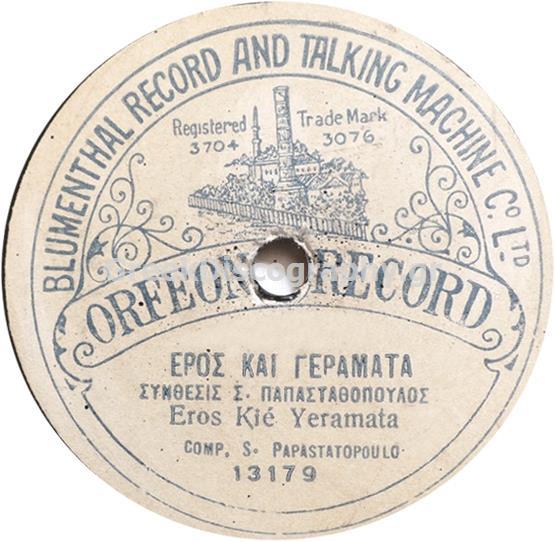 BLUMENTHAL RECORD AND TALKING MACHINE Cº. LTD
Registered Trade Mark
3704 3076
ORFEON RECORD
ΕΡΟΣ ΚΑΙ ΓΕΡΑΜΑΤΑ
ΣΥΝΘΕΣΙΣ Σ. ΠΑΠΑΣΤΑΘΟΠΟΥΛΟΣ
Eros Kié Yeramata
COMP. S. PAPASTATOPOULO
13179